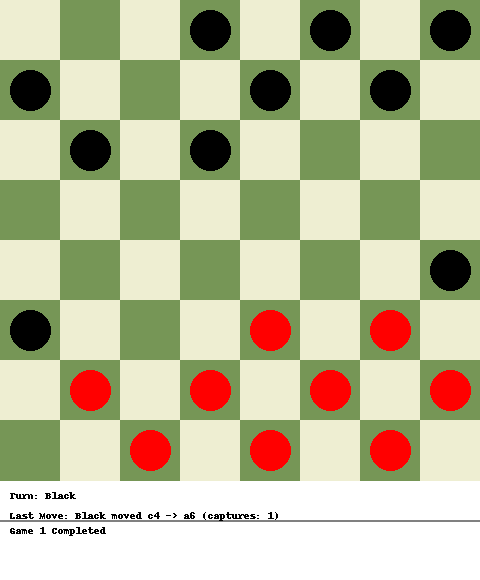 Turn: Black
Last Move: Black moved c4 -> a6 (captures: 1)
Game 1 Completed